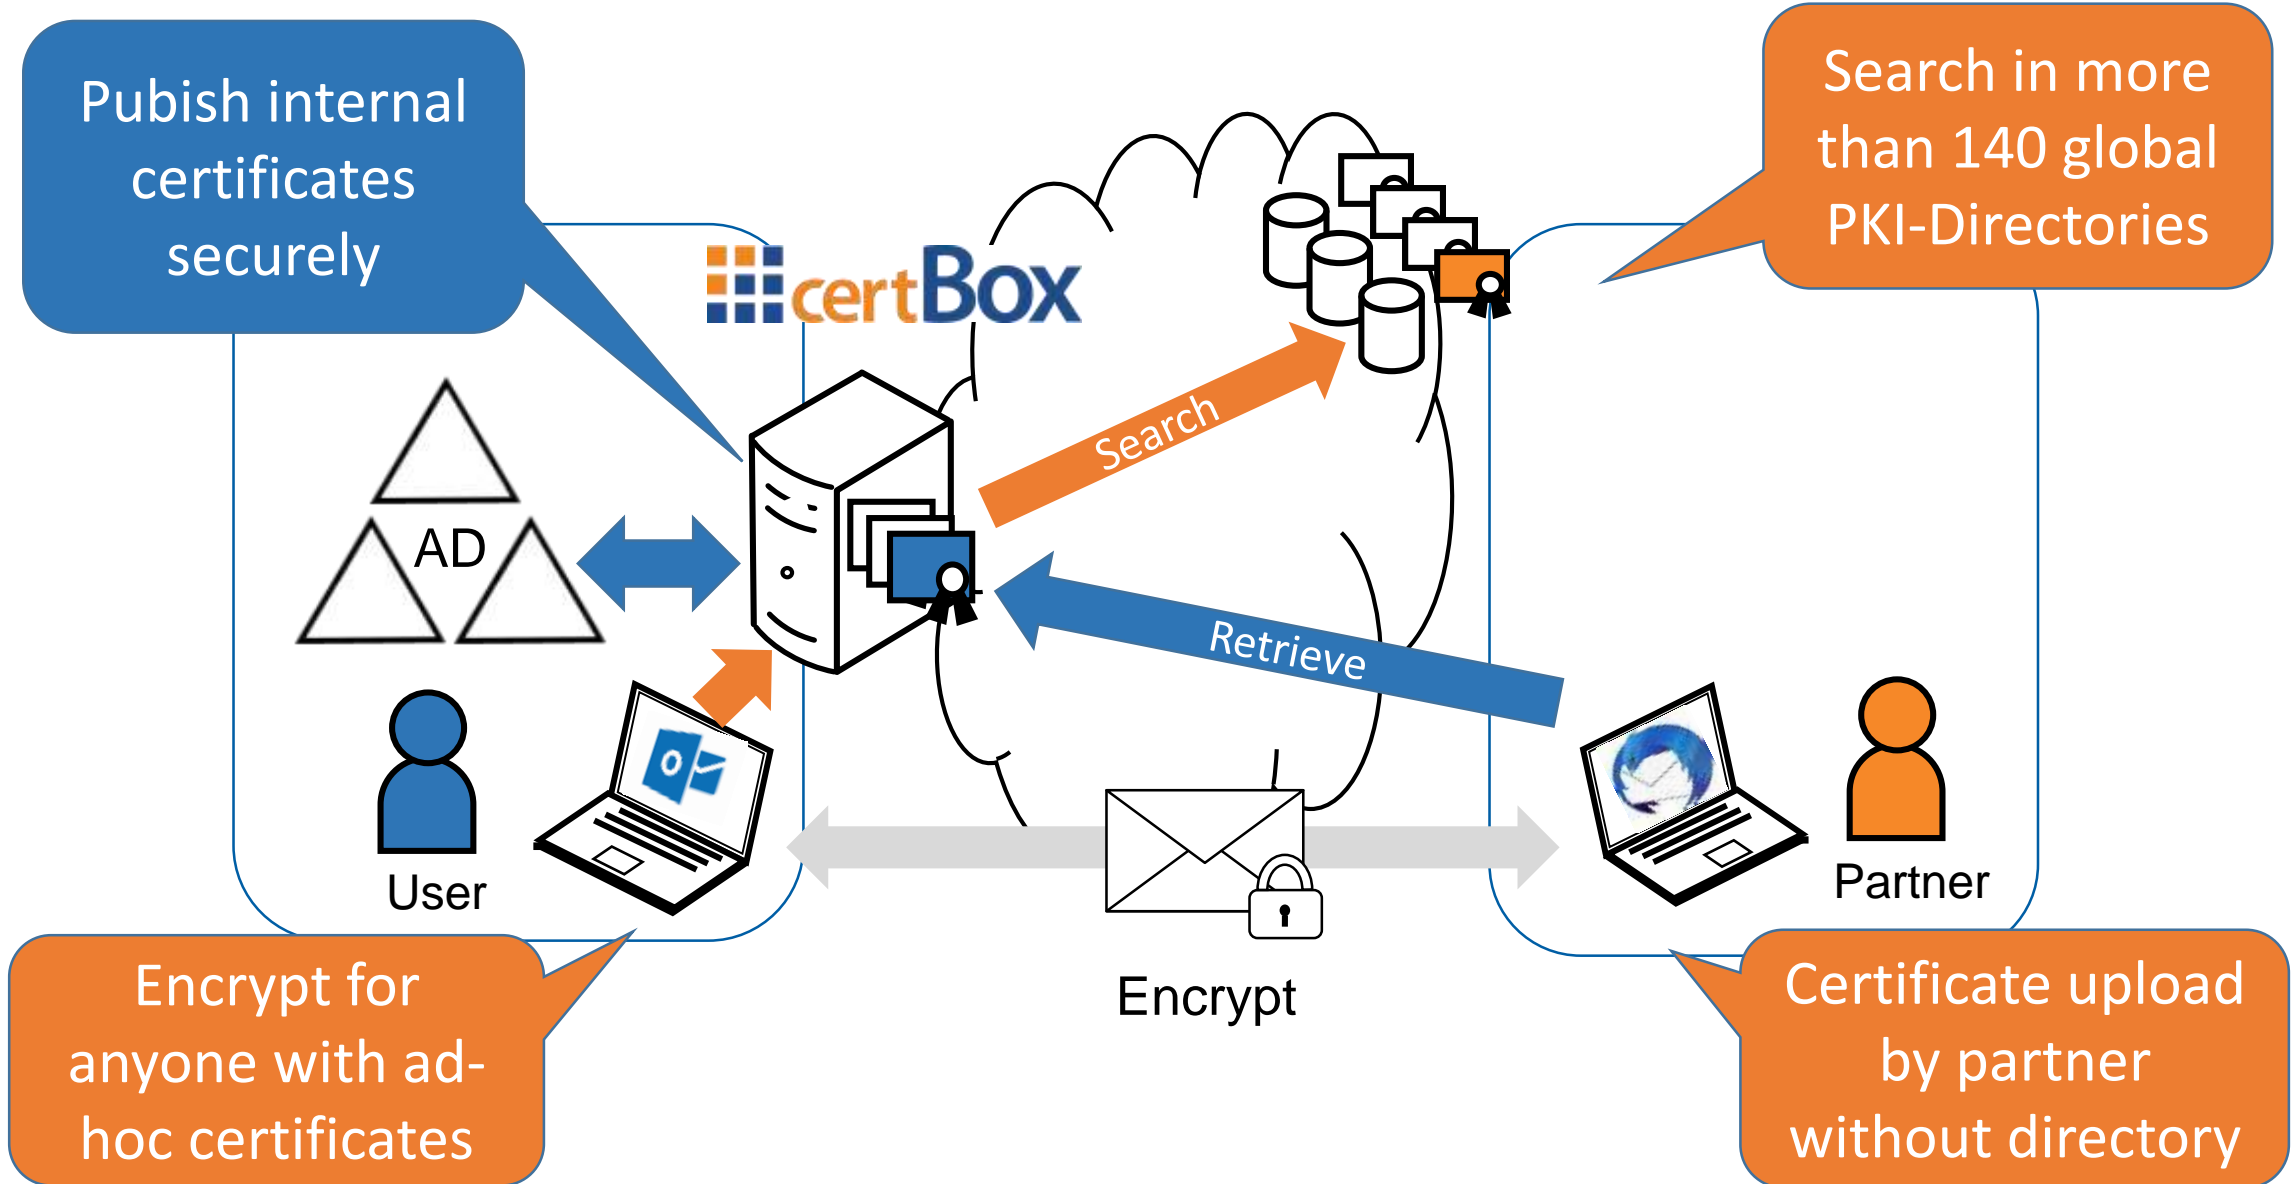 Pubish internal
certificates
securely
Search in more
than 140 global
PKI-Directories
certBox
Search
AD
Retrieve
User
Partner
Encrypt
Encrypt for
anyone with ad-
hoc certificates
Certificate upload
by partner
without directory